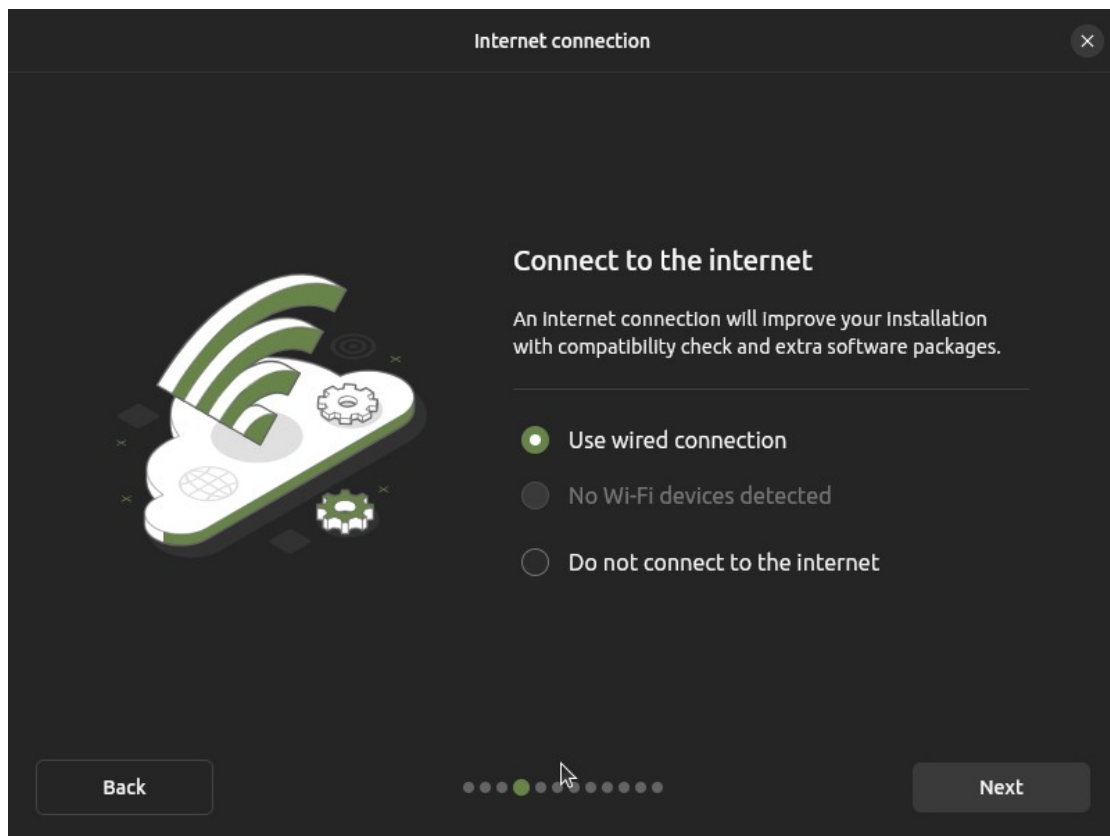 Internet connection
Connect to the internet
An Internet connection will improve your installation
with compatibility check and extra software packages.
Use wired connection
No Wi-Fi devices detected
Do not connect to the internet
Back
Next